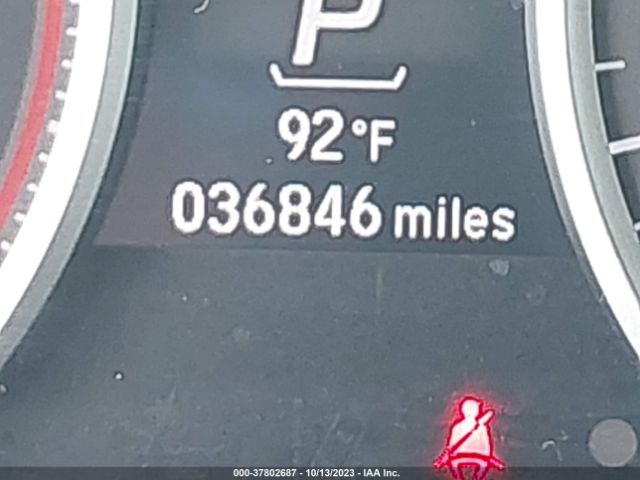 P
92°F
036846 miles
000-37802687 - 10/13/2023 - IAA Inc.